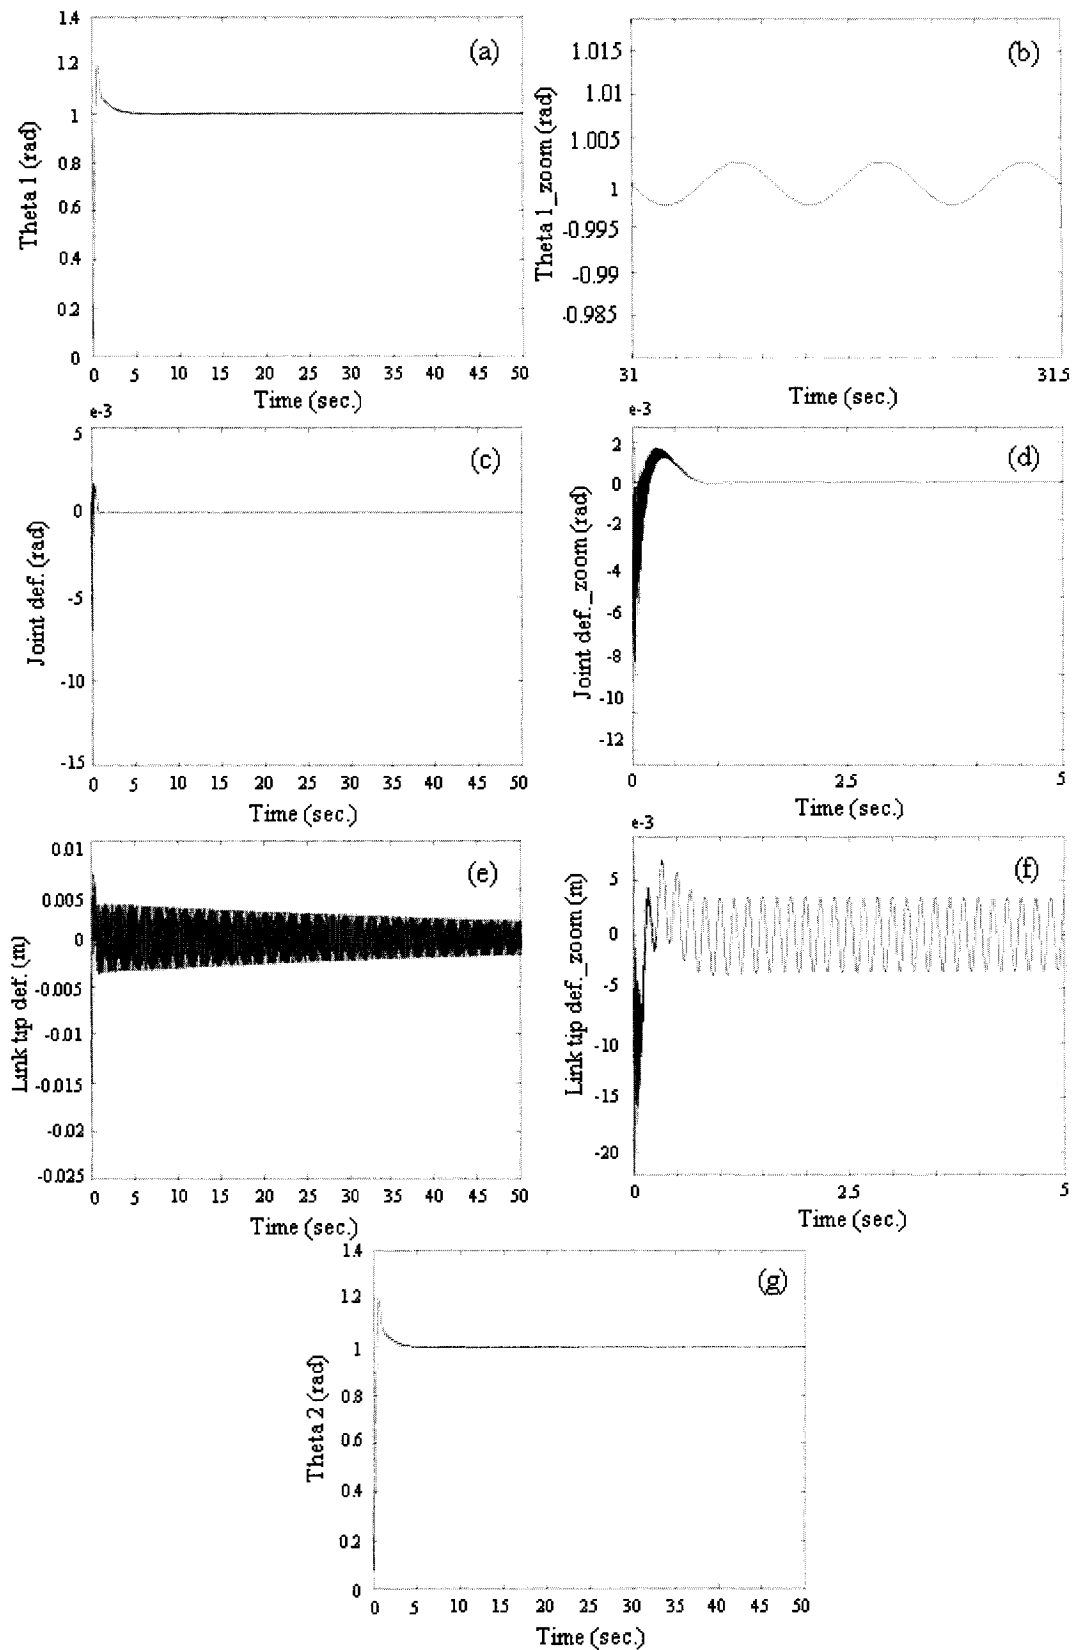 (a)
Theta 1 (rad)
1.4
1.2
1
0.8
0.6
0.4
0.2
0
0 5 10 15 20 25 30 35 40 45 50
Time (sec.)
(b)
Theta 1_zoom (rad)
1.015
1.01
1.005
1
-0.995
-0.99
-0.985
31 31.5
Time (sec.)
(c)
e-3
Joint def. (rad)
5
0
-5
-10
-15
0 5 10 15 20 25 30 35 40 45 50
Time (sec.)
(d)
e-3
Joint def._zoom (rad)
2
0
-2
-4
-6
-8
-10
-12
0 2.5 5
Time (sec.)
(e)
Link tip def. (m)
0.01
0.005
0
-0.005
-0.01
-0.015
-0.02
-0.025
0 5 10 15 20 25 30 35 40 45 50
Time (sec.)
(f)
e-3
Link tip def._zoom (m)
5
0
-5
-10
-15
-20
0 2.5 5
Time (sec.)
(g)
Theta 2 (rad)
1.4
1.2
1
0.8
0.6
0.4
0.2
0
0 5 10 15 20 25 30 35 40 45 50
Time (sec.)